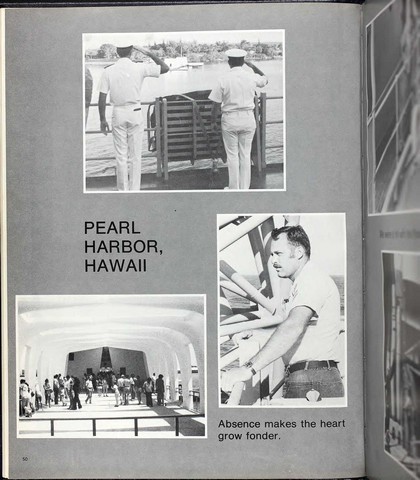 PEARL
HARBOR,
HAWAII
Absence makes the heart
grow fonder.
50